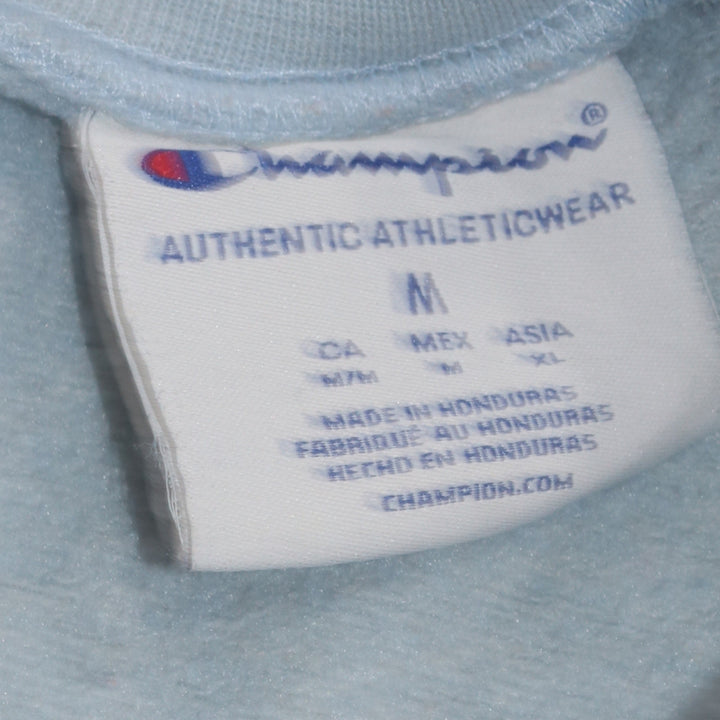 Champion®
AUTHENTIC ATHLETICWEAR
M
CA MEX ASIA
M/M M XL
MADE IN HONDURAS
FABRIQUÉ AU HONDURAS
HECHO EN HONDURAS
CHAMPION.COM